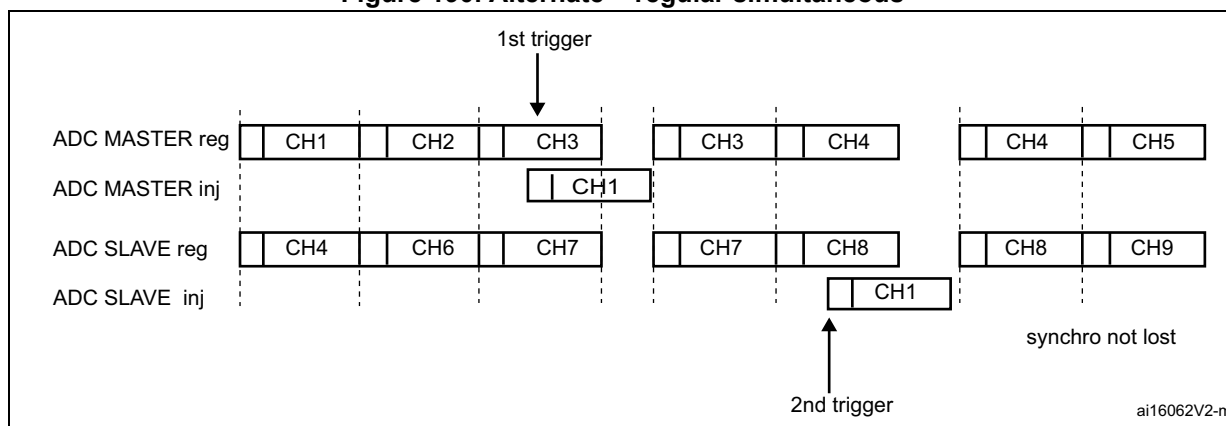 1st trigger
ADC MASTER reg CH1 CH2 CH3 CH3 CH4 CH4 CH5
ADC MASTER inj CH1
ADC SLAVE reg CH4 CH6 CH7 CH7 CH8 CH8 CH9
ADC SLAVE inj CH1
synchro not lost
2nd trigger